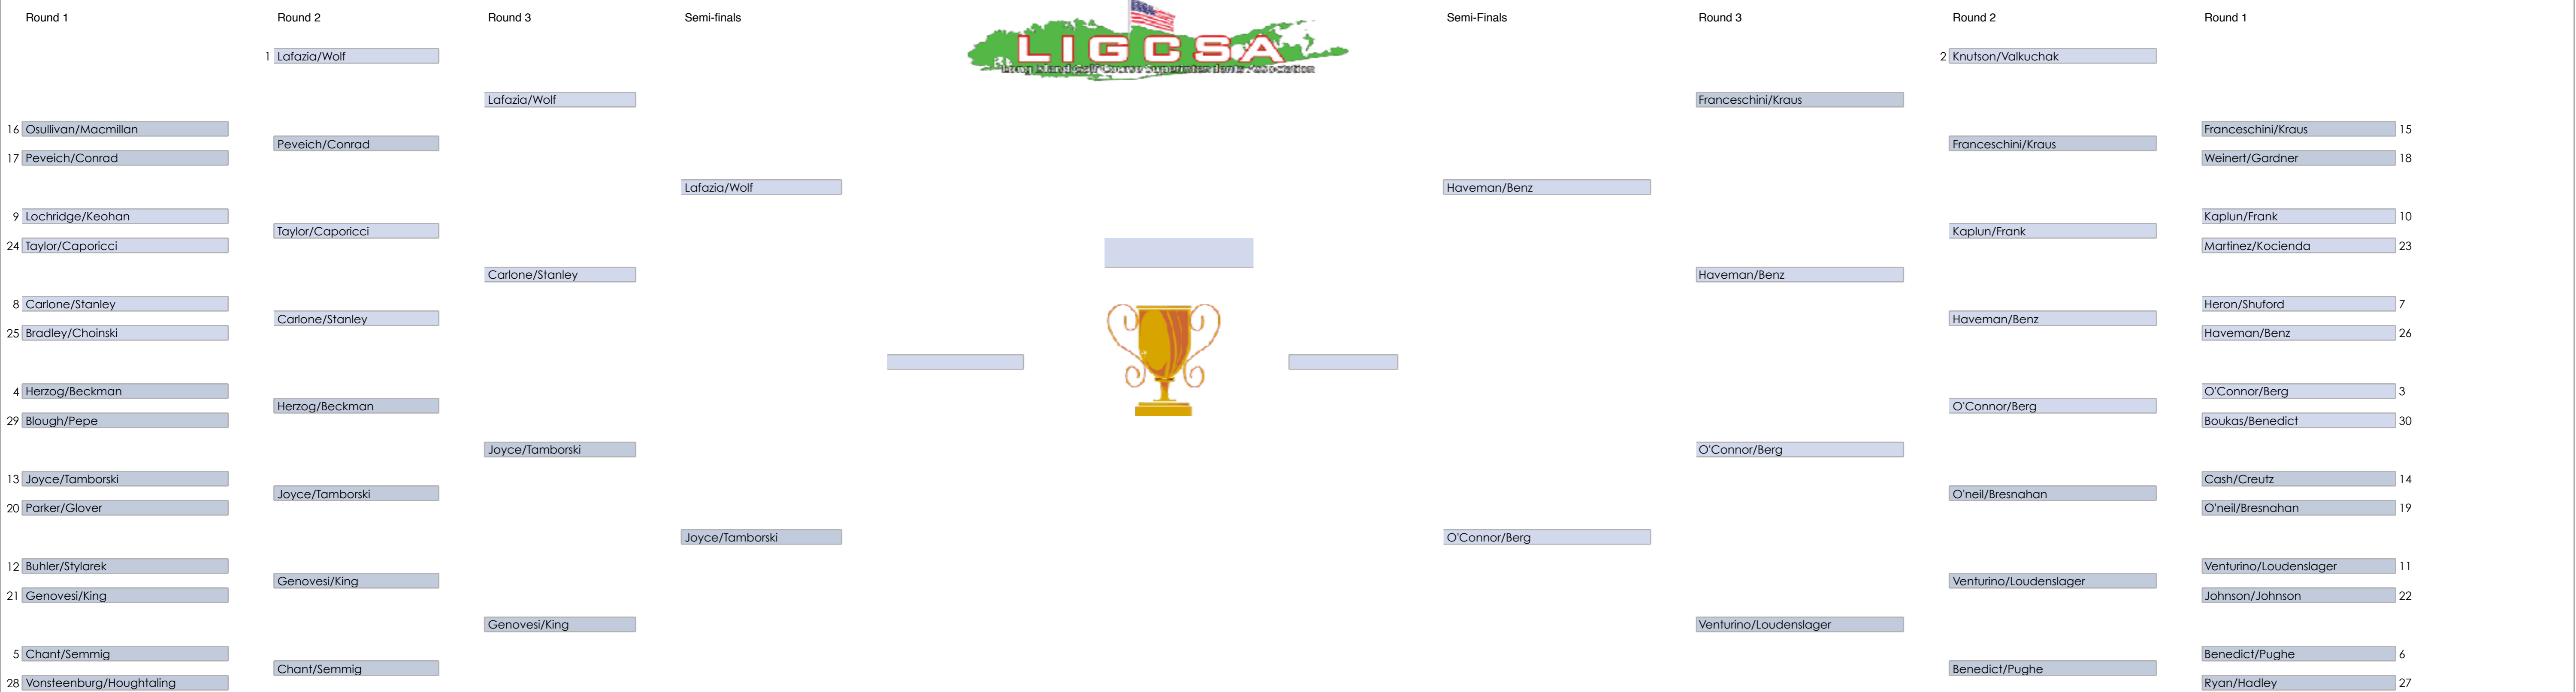 Round 1 Round 2 Round 3 Semi-finals Semi-Finals Round 3 Round 2 Round 1
LIGCSA
Long Island Golf Course Superintendents Association
1 Lafazia/Wolf 2 Knutson/Valkuchak
Lafazia/Wolf Franceschini/Kraus
16 Osullivan/Macmillan Franceschini/Kraus 15
Peveich/Conrad Franceschini/Kraus
17 Peveich/Conrad Weinert/Gardner 18
Lafazia/Wolf Haveman/Benz
9 Lochridge/Keohan Kaplun/Frank 10
Taylor/Caporicci Kaplun/Frank
24 Taylor/Caporicci Martinez/Kocienda 23
Carlone/Stanley Haveman/Benz
8 Carlone/Stanley Heron/Shuford 7
Carlone/Stanley Haveman/Benz
25 Bradley/Choinski Haveman/Benz 26
4 Herzog/Beckman O'Connor/Berg 3
Herzog/Beckman O'Connor/Berg
29 Blough/Pepe Boukas/Benedict 30
Joyce/Tamborski O'Connor/Berg
13 Joyce/Tamborski Cash/Creutz 14
Joyce/Tamborski O'neil/Bresnahan
20 Parker/Glover O'neil/Bresnahan 19
Joyce/Tamborski O'Connor/Berg
12 Buhler/Stylarek Venturino/Loudenslager 11
Genovesi/King Venturino/Loudenslager
21 Genovesi/King Johnson/Johnson 22
Genovesi/King Venturino/Loudenslager
5 Chant/Semmig Benedict/Pughe 6
Chant/Semmig Benedict/Pughe
28 Vonsteenburg/Houghtaling Ryan/Hadley 27